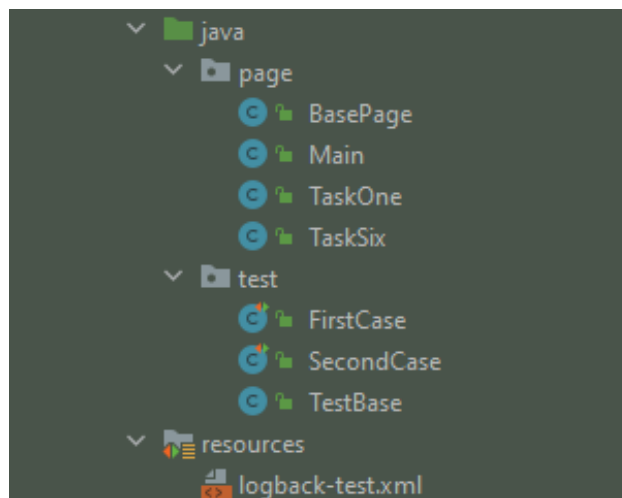 java
page
BasePage
Main
TaskOne
TaskSix
test
FirstCase
SecondCase
TestBase
resources
logback-test.xml